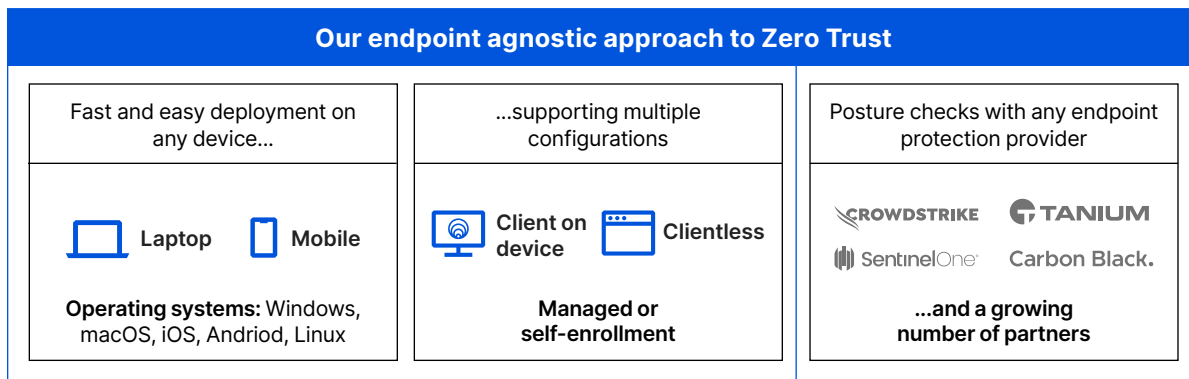 Our endpoint agnostic approach to Zero Trust
Fast and easy deployment on
any device...
Laptop
Mobile
Operating systems: Windows,
macOS, iOS, Andriod, Linux
...supporting multiple
configurations
Client on
device
Clientless
Managed or
self-enrollment
Posture checks with any endpoint
protection provider
CROWDSTRIKE
TANIUM
SentinelOne
Carbon Black.
...and a growing
number of partners